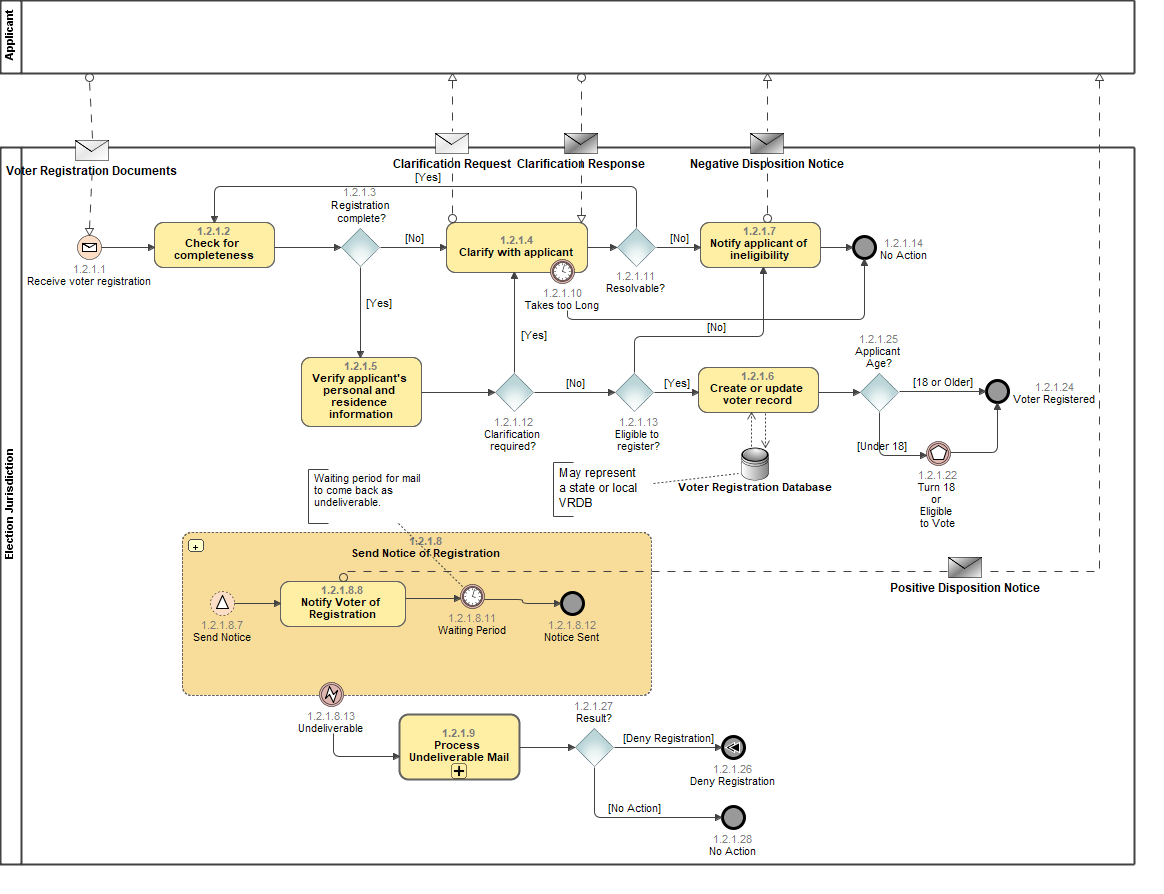 Applicant
Voter Registration Documents
Clarification Request
Clarification Response
Negative Disposition Notice
[Yes]
1.2.1.3
Registration
complete?
1.2.1.2
Check for
completeness
[No]
1.2.1.4
Clarify with applicant
[No]
1.2.1.7
Notify applicant of
ineligibility
1.2.1.14
No Action
1.2.1.1
Receive voter registration
1.2.1.11
Resolvable?
1.2.1.10
Takes too Long
[Yes]
[Yes]
[No]
1.2.1.25
Applicant
Age?
1.2.1.5
Verify applicant's
personal and
residence
information
[No]
[Yes]
1.2.1.6
Create or update
voter record
[18 or Older]
1.2.1.24
Voter Registered
1.2.1.12
Clarification
required?
1.2.1.13
Eligible to
register?
[Under 18]
1.2.1.22
Turn 18
or
Eligible
to Vote
Election Jurisdiction
Waiting period for mail
to come back as
undeliverable.
May represent
a state or local
VRDB
Voter Registration Database
1.2.1.8
Send Notice of Registration
Positive Disposition Notice
1.2.1.8.8
Notify Voter of
Registration
1.2.1.8.7
Send Notice
1.2.1.8.11
Waiting Period
1.2.1.8.12
Notice Sent
1.2.1.8.13
Undeliverable
1.2.1.9
Process
Undeliverable Mail
1.2.1.27
Result?
[Deny Registration]
1.2.1.26
Deny Registration
[No Action]
1.2.1.28
No Action